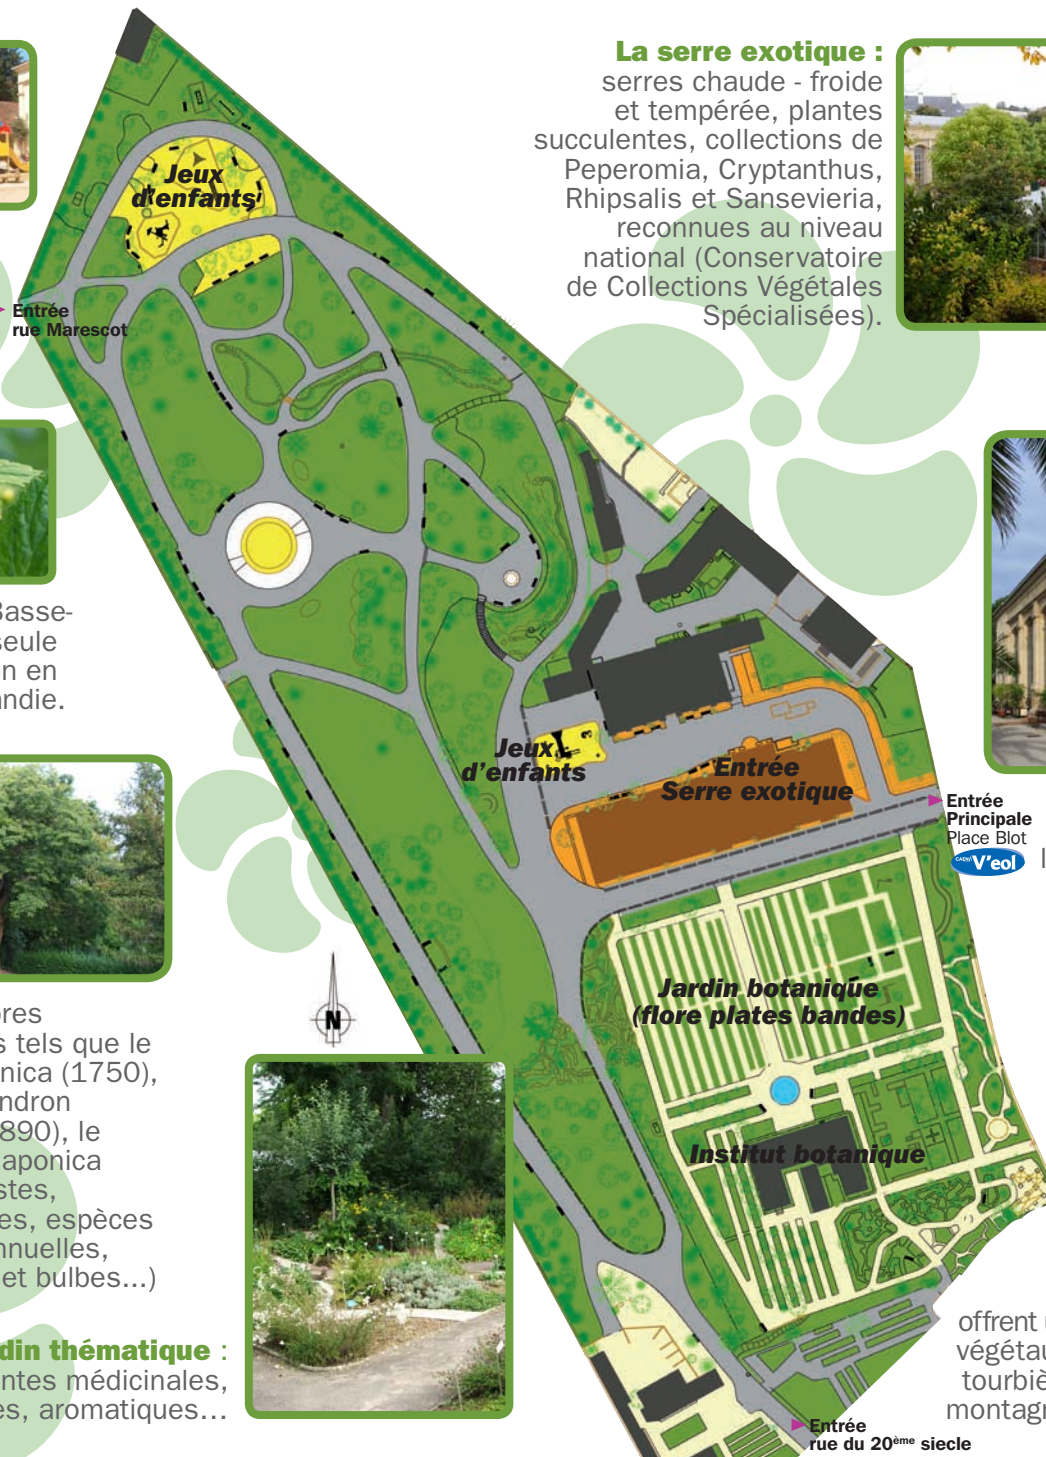 La serre exotique :
serres chaude - froide
et tempérée, plantes
succulentes, collections de
Peperomia, Cryptanthus,
Rhipsalis et Sansevieria,
reconnues au niveau
national (Conservatoire
de Collections Végétales
Spécialisées).
Jeux
d'enfants
Entrée
rue Marescot
Basse-
seule
n en
andie.
Jeux
d'enfants
Entrée
Serre exotique
Entrée
Principale
Place Blot
CAEN V'eol
Jardin botanique
(flore plates bandes)
N
Institut botanique
res
s tels que le
nica (1750),
ndron
890), le
aponica
stes,
es, espèces
nnuelles,
et bulbes...)
din thématique :
ntes médicinales,
es, aromatiques...
offrent
végétau
tourbiè
montagn
Entrée
rue du 20ème siecle